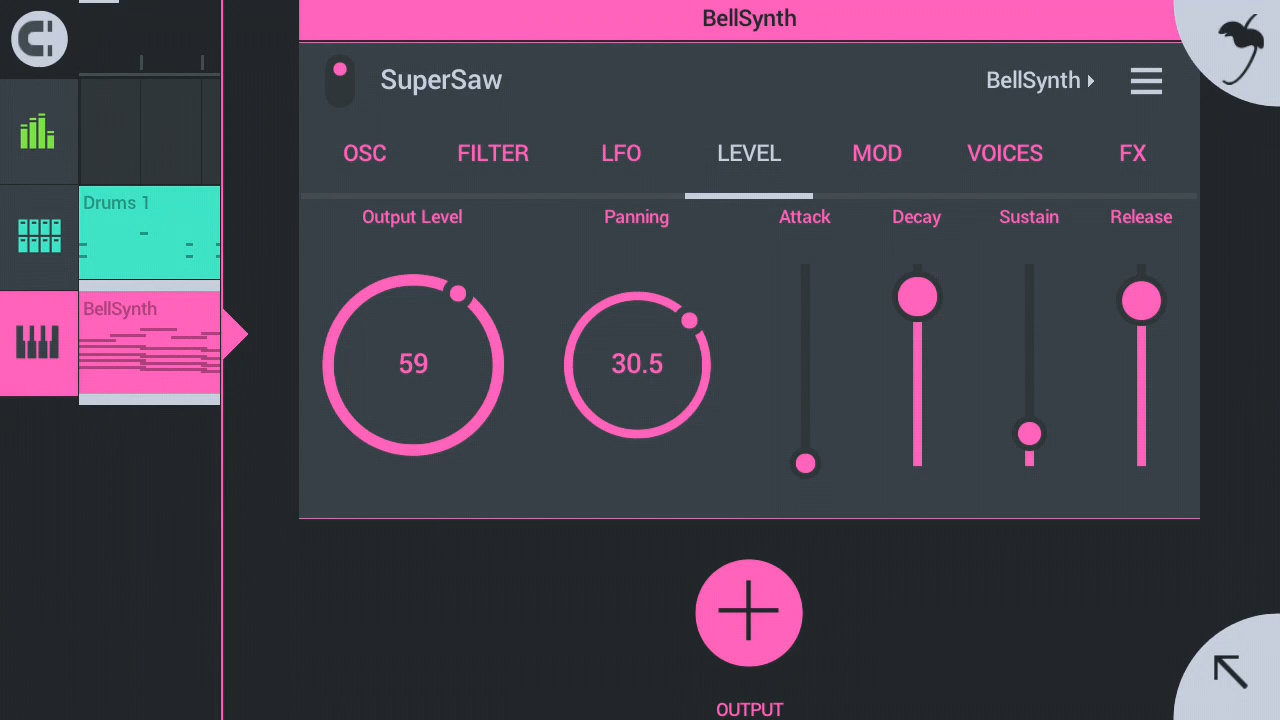 BellSynth
SuperSaw
BellSynth
OSC FILTER LFO LEVEL MOD VOICES FX
Output Level Panning Attack Decay Sustain Release
59 30.5
Drums 1
BellSynth
OUTPUT